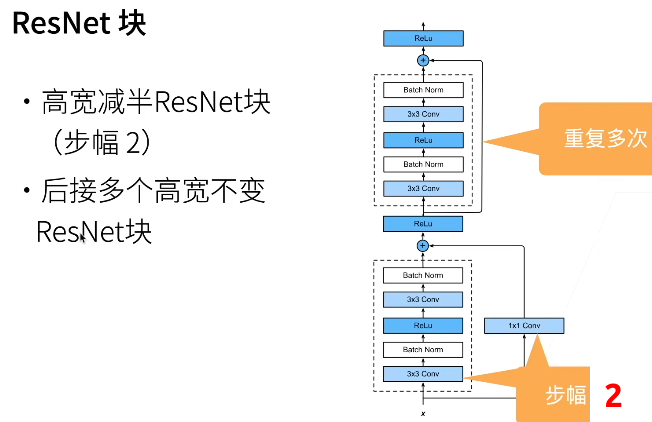 ResNet 块
• 高宽减半ResNet块
（步幅 2）
• 后接多个高宽不变
ResNet块
ReLu
+
Batch Norm
3x3 Conv
ReLu
Batch Norm
3x3 Conv
重复多次
ReLu
+
Batch Norm
3x3 Conv
ReLu
1x1 Conv
Batch Norm
3x3 Conv
步幅 2
x